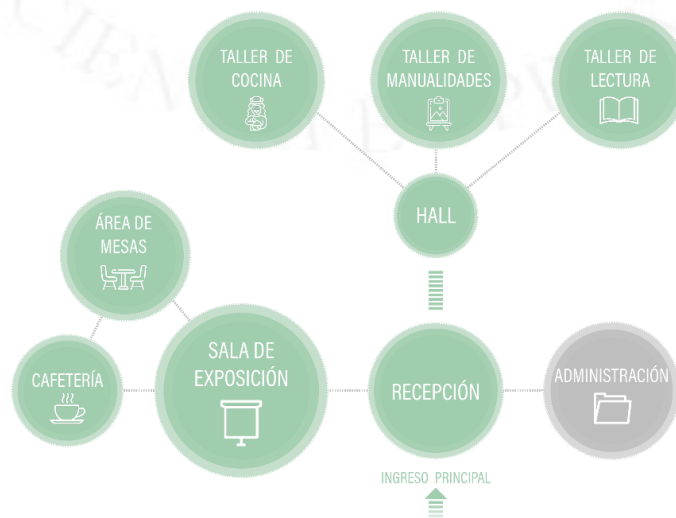 TALLER DE
COCINA
TALLER DE
MANUALIDADES
TALLER DE
LECTURA
HALL
ÁREA DE
MESAS
SALA DE
EXPOSICIÓN
CAFETERÍA
RECEPCIÓN
ADMINISTRACIÓN
INGRESO PRINCIPAL